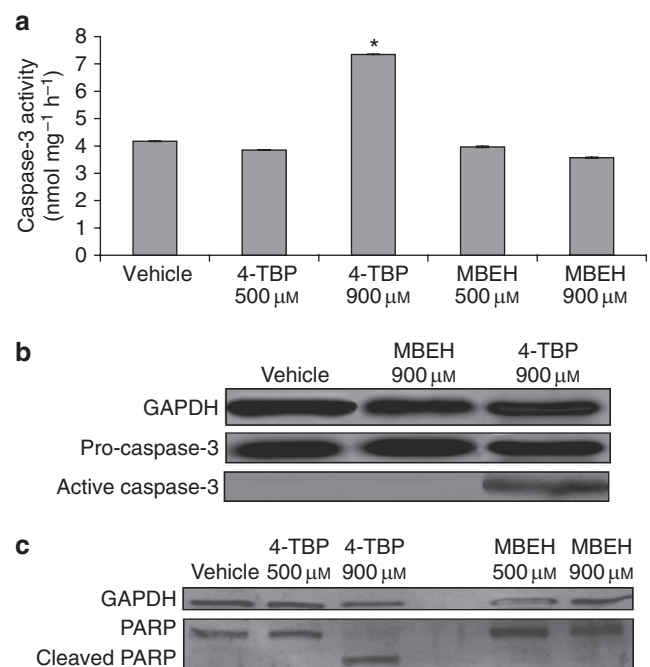 a
Caspase-3 activity
(nmol mg⁻¹ h⁻¹)
8
7
6
5
4
3
2
1
0
*
Vehicle 4-TBP 4-TBP MBEH MBEH
500 μM 900 μM 500 μM 900 μM
b
MBEH 4-TBP
Vehicle 900 μM 900 μM
GAPDH
Pro-caspase-3
Active caspase-3
c
4-TBP 4-TBP MBEH MBEH
Vehicle 500 μM 900 μM 500 μM 900 μM
GAPDH
PARP
Cleaved PARP